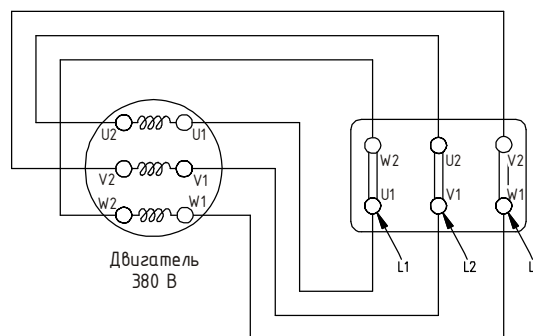 U2 U1
V2 V1
W2 W1
Двигатель
380 В
W2 U2 V2
U1 V1 W1
L1 L2 L